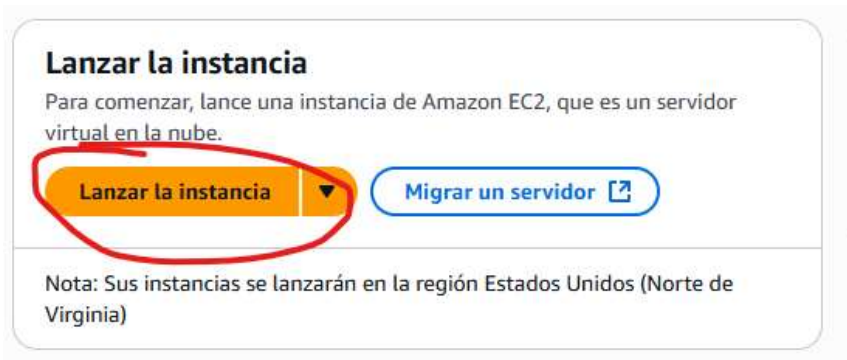 Lanzar la instancia
Para comenzar, lance una instancia de Amazon EC2, que es un servidor
virtual en la nube.
Lanzar la instancia
Migrar un servidor
Nota: Sus instancias se lanzarán en la región Estados Unidos (Norte de
Virginia)